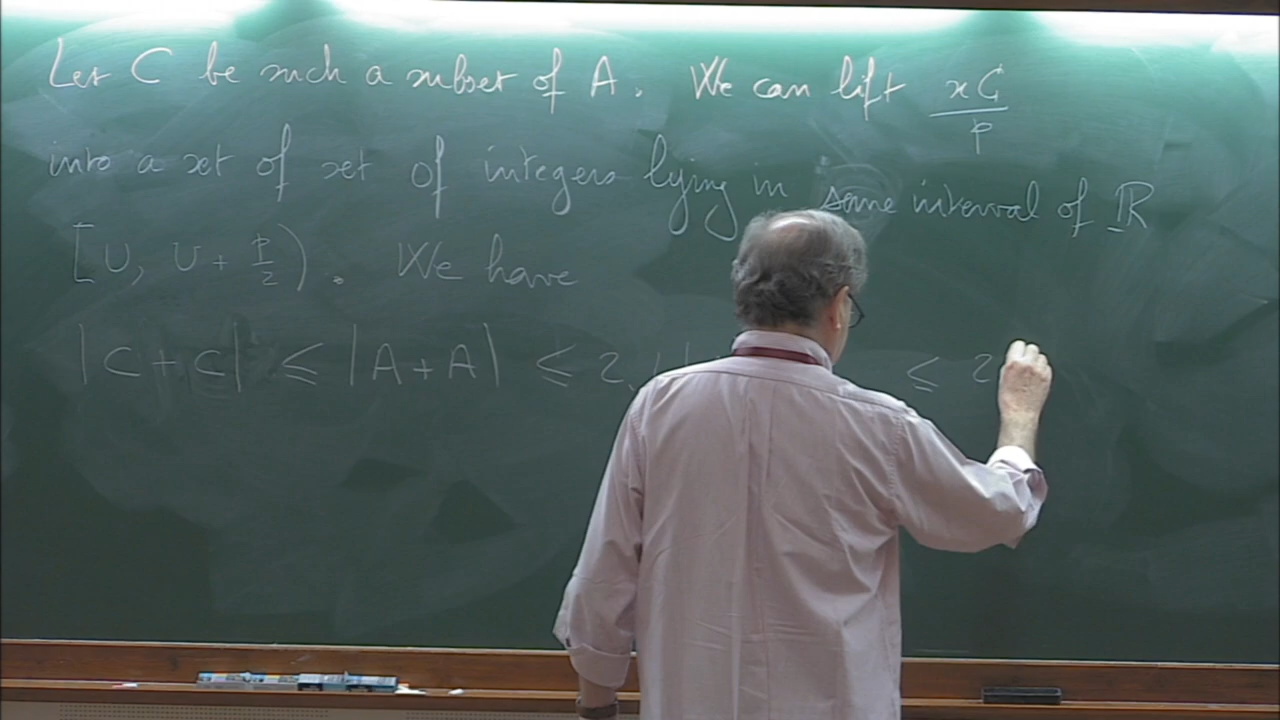 Let C be such a subset of A. We can lift xC/p
into a set of set of integers lying in some interval of ℝ
[U, U + p/2). We have
|C + C| ≤ |A + A| ≤ 2, ≤ 2